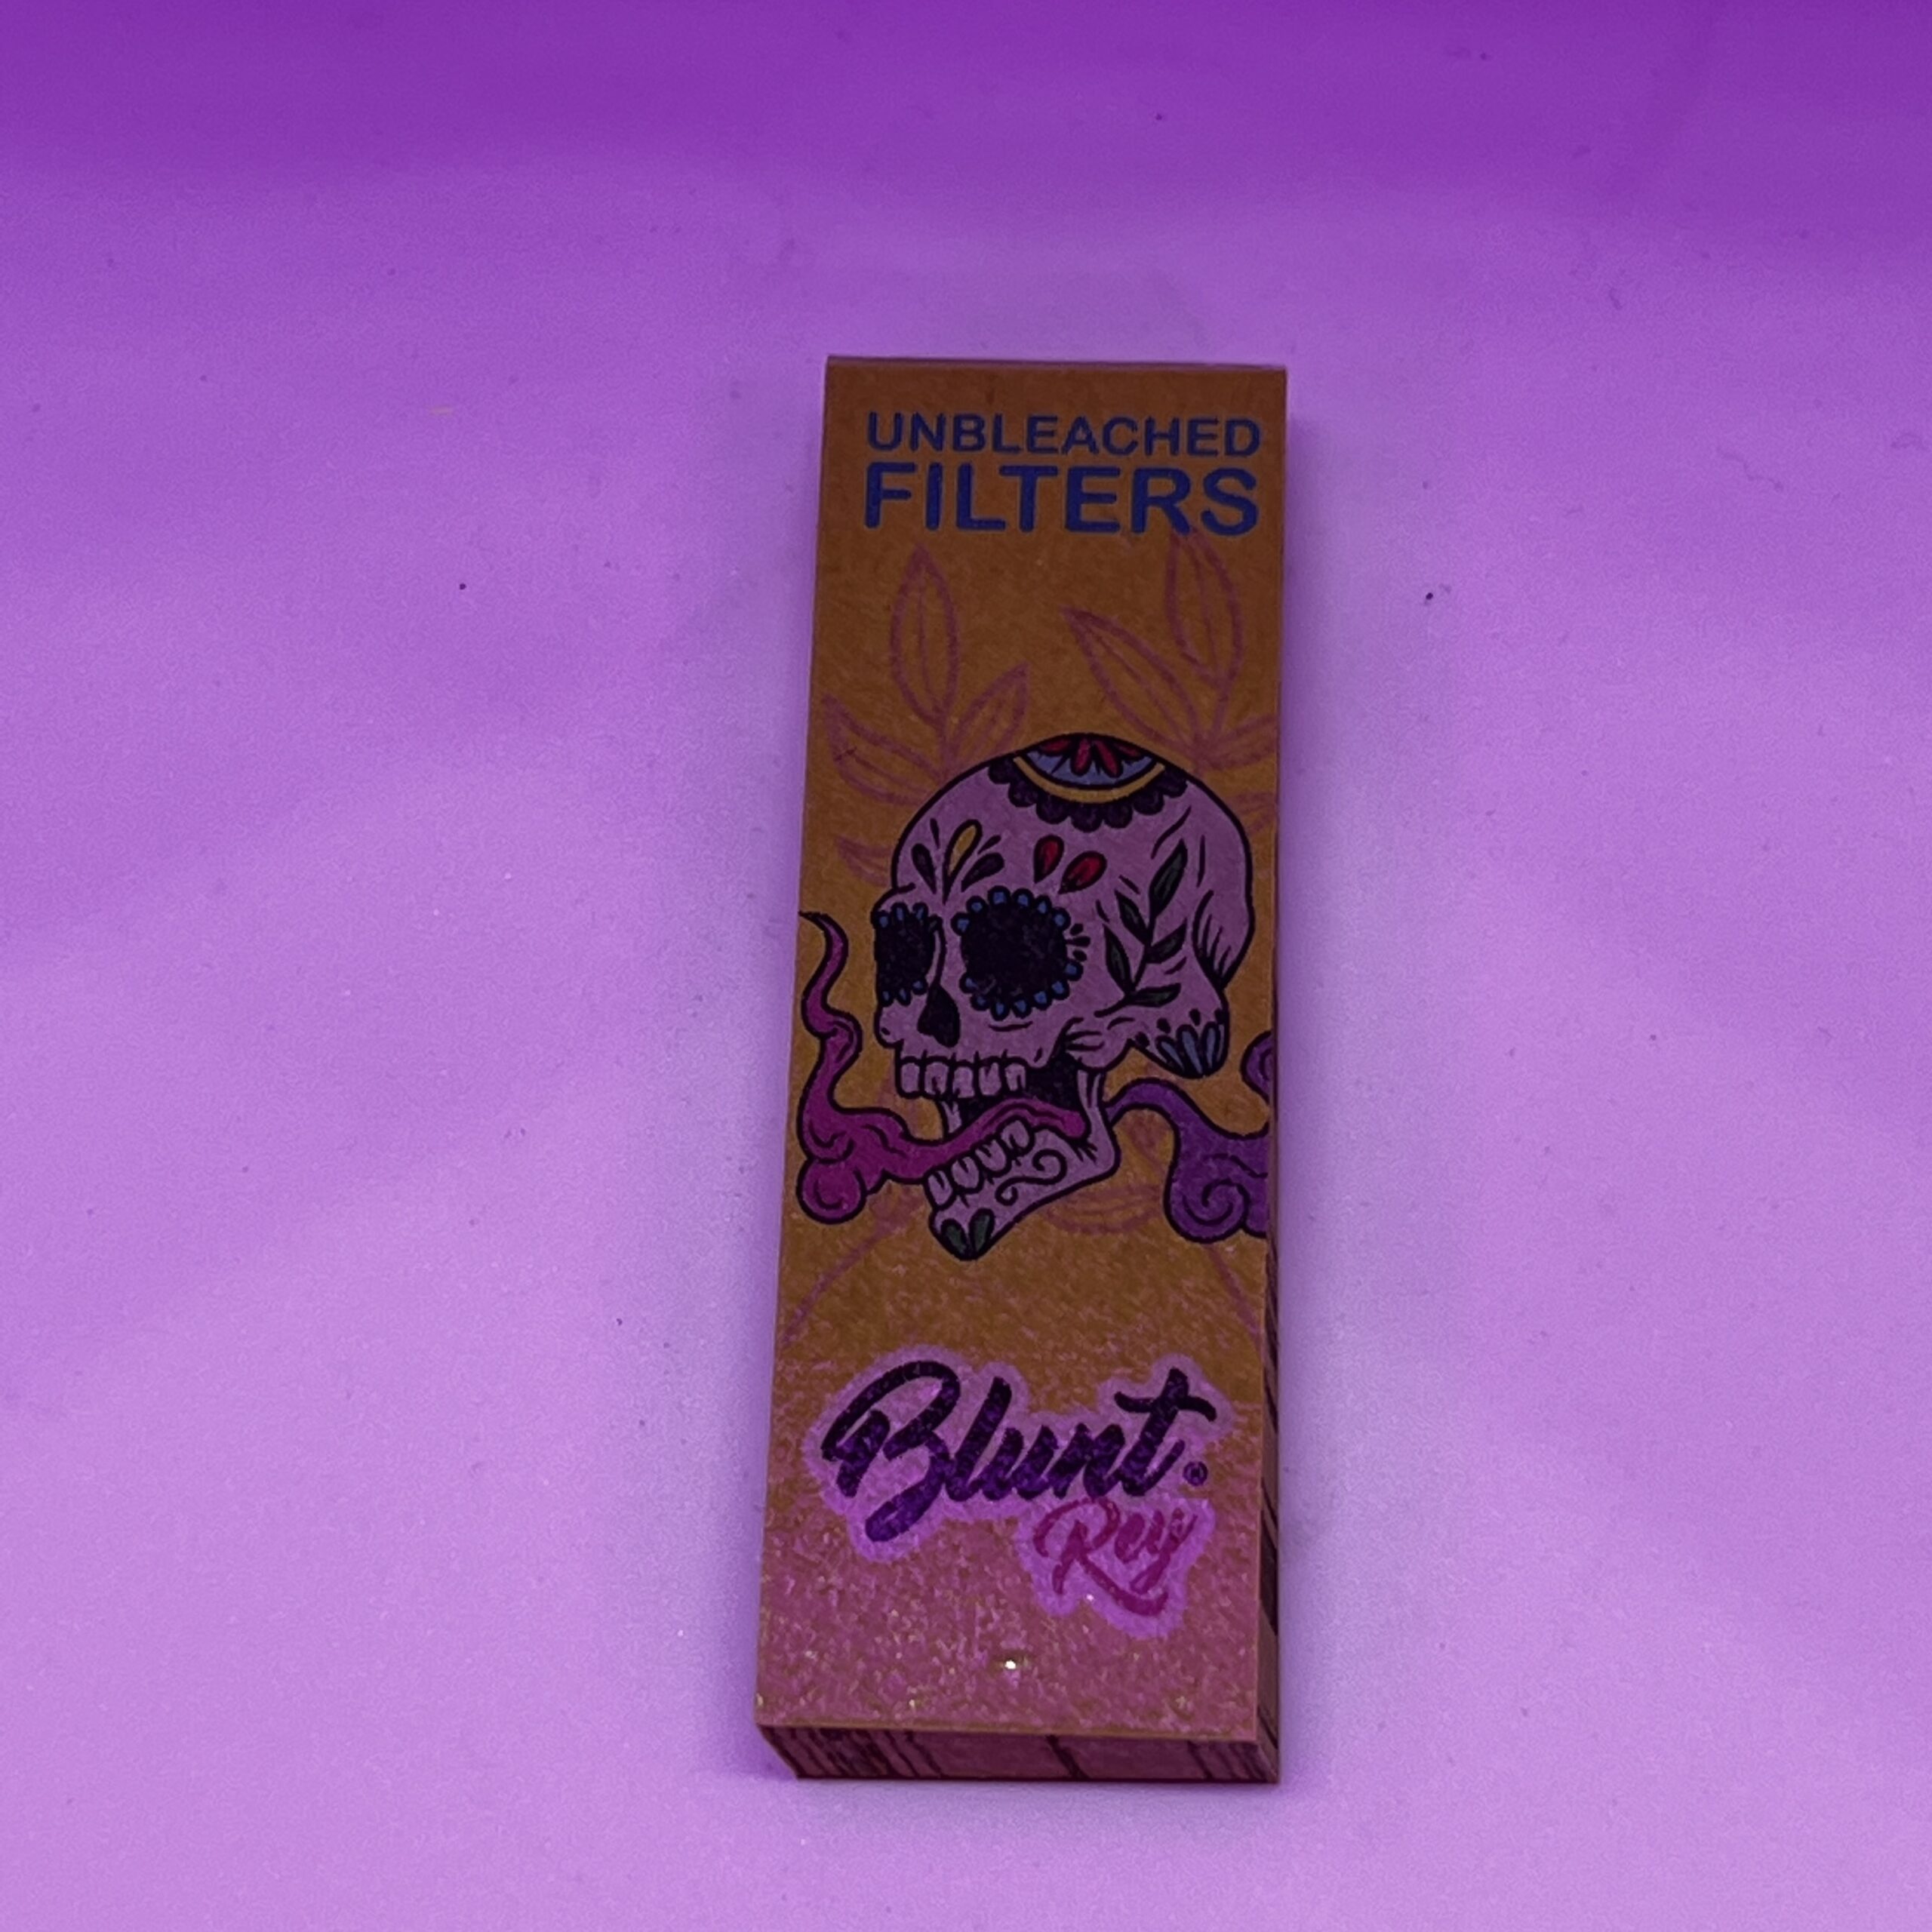 UNBLEACHED
FILTERS
Blunt®
Rey